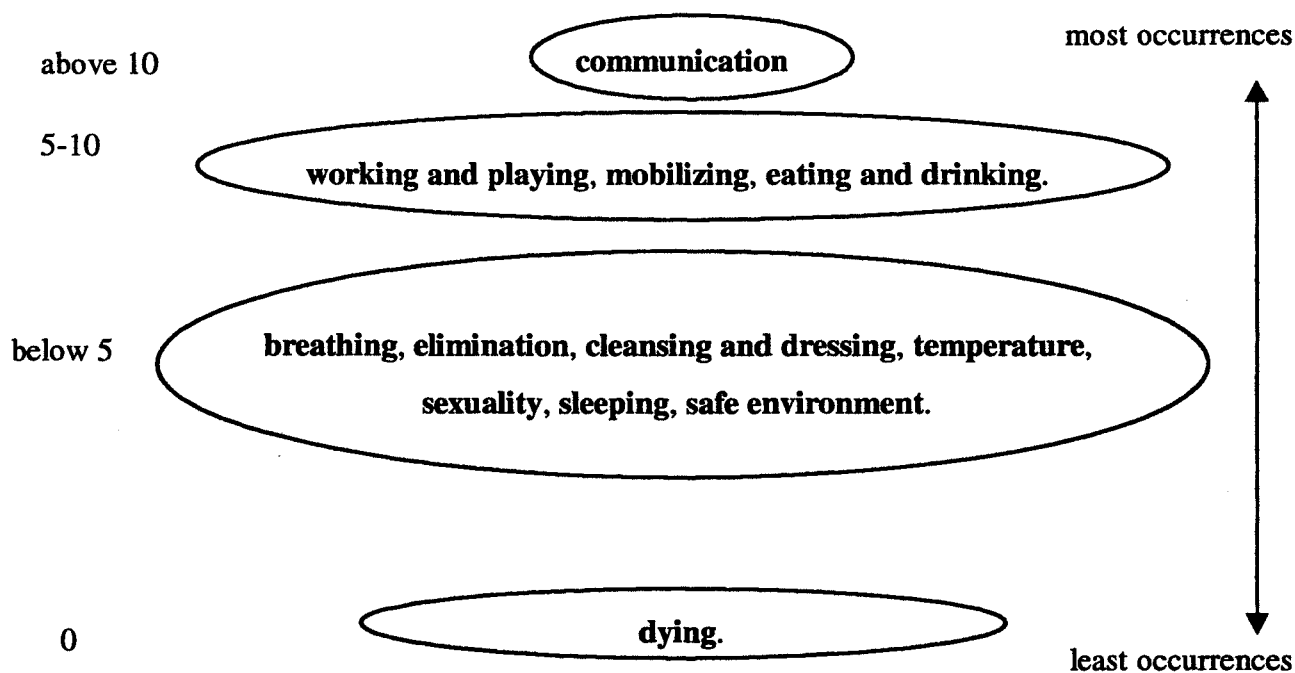 most occurrences
above 10
communication
5-10
working and playing, mobilizing, eating and drinking.
below 5
breathing, elimination, cleansing and dressing, temperature,
sexuality, sleeping, safe environment.
0
dying.
least occurrences